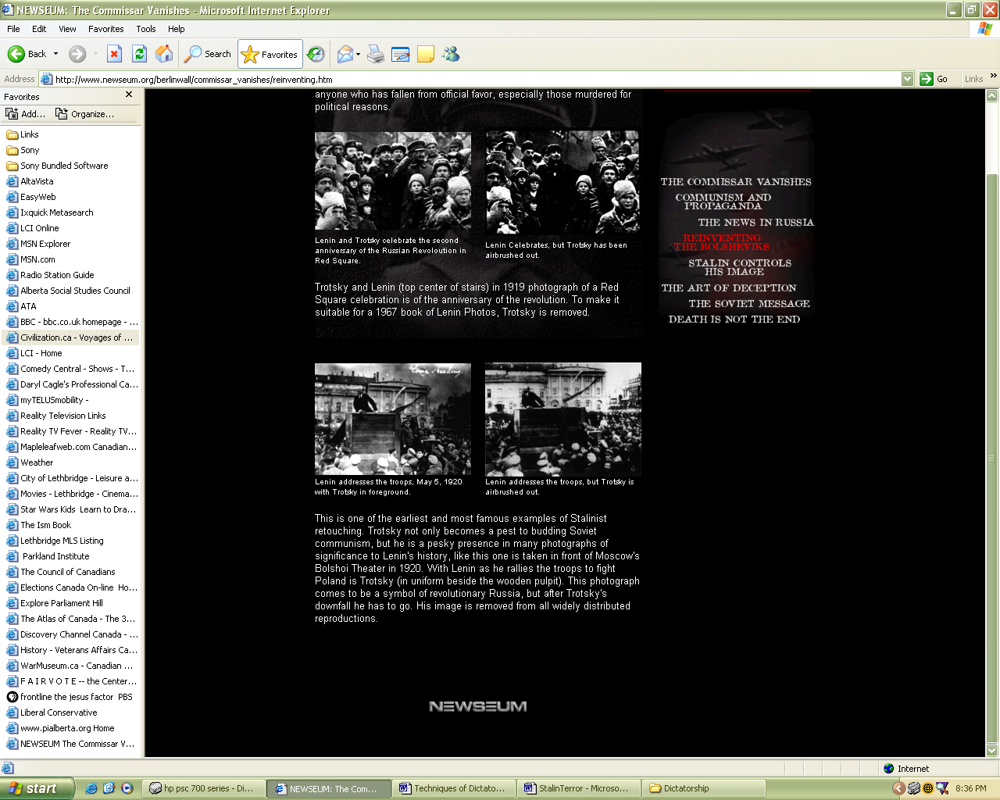 NEWSEUM: The Commissar Vanishes - Microsoft Internet Explorer
File Edit View Favorites Tools Help
Back Search Favorites
Address http://www.newseum.org/berlinwall/commissar_vanishes/reinventing.htm Go Links »
Favorites
Add... Organize...
Links
Sony
Sony Bundled Software
AltaVista
EasyWeb
Ixquick Metasearch
LCI Online
MSN Explorer
MSN.com
Radio Station Guide
Alberta Social Studies Council
ATA
BBC - bbc.co.uk homepage - ...
Civilization.ca - Voyages of ...
LCI - Home
Comedy Central - Shows - T...
Daryl Cagle's Professional Ca...
myTELUSmobility -
Reality Television Links
Reality TV Fever - Reality TV...
Mapleleafweb.com Canadian...
Weather
City of Lethbridge - Leisure a...
Movies - Lethbridge - Cinema...
Star Wars Kids Learn to Dra...
The Ism Book
Lethbridge MLS Listing
Parkland Institute
The Council of Canadians
Elections Canada On-line Ho...
Explore Parliament Hill
The Atlas of Canada - The 3...
Discovery Channel Canada - ...
History - Veterans Affairs Ca...
WarMuseum.ca - Canadian ...
F A I R V O T E -- the Center...
frontline the jesus factor PBS
Liberal Conservative
www.pialberta.org Home
NEWSEUM The Commissar V...
anyone who has fallen from official favor, especially those murdered for
political reasons.
Lenin and Trotsky celebrate the second
anniversary of the Russian Revoloution in
Red Square.
Lenin Celebrates, but Trotsky has been
airbrushed out.
Trotsky and Lenin (top center of stairs) in 1919 photograph of a Red
Square celebration is of the anniversary of the revolution. To make it
suitable for a 1967 book of Lenin Photos, Trotsky is removed.
Lenin addresses the troops, May 5, 1920
with Trotsky in foreground.
Lenin addresses the troops, but Trotsky is
airbrushed out.
This is one of the earliest and most famous examples of Stalinist
retouching. Trotsky not only becomes a pest to budding Soviet
communism, but he is a pesky presence in many photographs of
significance to Lenin's history, like this one is taken in front of Moscow's
Bolshoi Theater in 1920. With Lenin as he rallies the troops to fight
Poland is Trotsky (in uniform beside the wooden pulpit). This photograph
comes to be a symbol of revolutionary Russia, but after Trotsky's
downfall he has to go. His image is removed from all widely distributed
reproductions.
NEWSEUM
THE COMMISSAR VANISHES
COMMUNISM AND
PROPAGANDA
THE NEWS IN RUSSIA
REINVENTING
THE BOLSHEVIKS
STALIN CONTROLS
HIS IMAGE
THE ART OF DECEPTION
THE SOVIET MESSAGE
DEATH IS NOT THE END
Internet
start hp psc 700 series - Di... NEWSEUM: The Com... Techniques of Dictato... StalinTerror - Microso... Dictatorship 8:36 PM